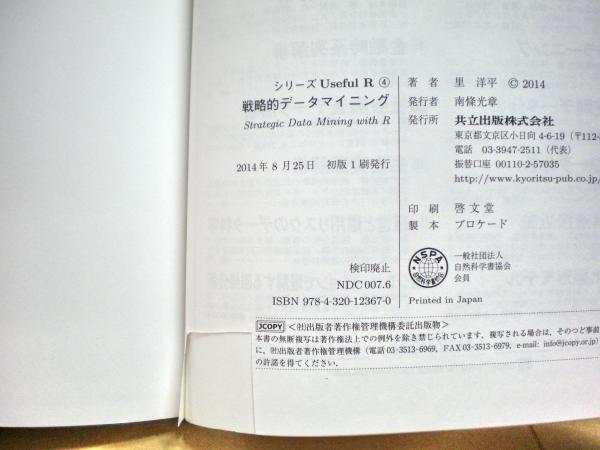 シリーズ Useful R ④
戦略的データマイニング
Strategic Data Mining with R
2014年 8月25日 初版1刷発行
検印廃止
NDC 007.6
ISBN 978-4-320-12367-0
著者 里 洋平 © 2014
発行者 南條光章
発行所 共立出版株式会社
東京都文京区小日向 4-6-19（〒112-
電話 03-3947-2511（代表）
振替口座 00110-2-57035
http://www.kyoritsu-pub.co.jp/
印刷 啓文堂
製本 ブロケード
NSPA
自然科学書協会
一般社団法人
自然科学書協会
会員
Printed in Japan
JCOPY <㈳出版者著作権管理機構委託出版物>
本書の無断複写は著作権法上での例外を除き禁じられています．複写される場合は，そのつど事前
に，㈳出版者著作権管理機構（電話 03-3513-6969，FAX 03-3513-6979，e-mail: info@jcopy.or.jp）
の許諾を得てください．